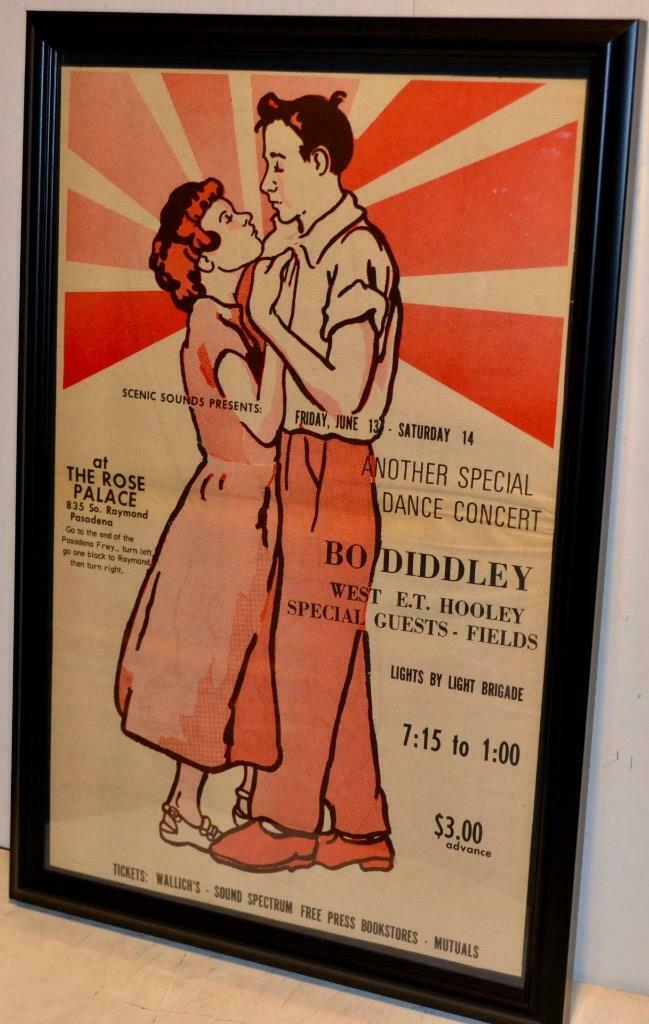 SCENIC SOUNDS PRESENTS:
FRIDAY, JUNE 13 - SATURDAY 14
ANOTHER SPECIAL
DANCE CONCERT
at
THE ROSE
PALACE
835 So. Raymond
Pasadena
Go to the end of the
Pasadena Frwy., turn left,
go one block to Raymond,
then turn right.
BO DIDDLEY
WEST E.T. HOOLEY
SPECIAL GUESTS - FIELDS
LIGHTS BY LIGHT BRIGADE
7:15 to 1:00
$3.00
advance
TICKETS: WALLICH'S - SOUND SPECTRUM FREE PRESS BOOKSTORES - MUTUALS